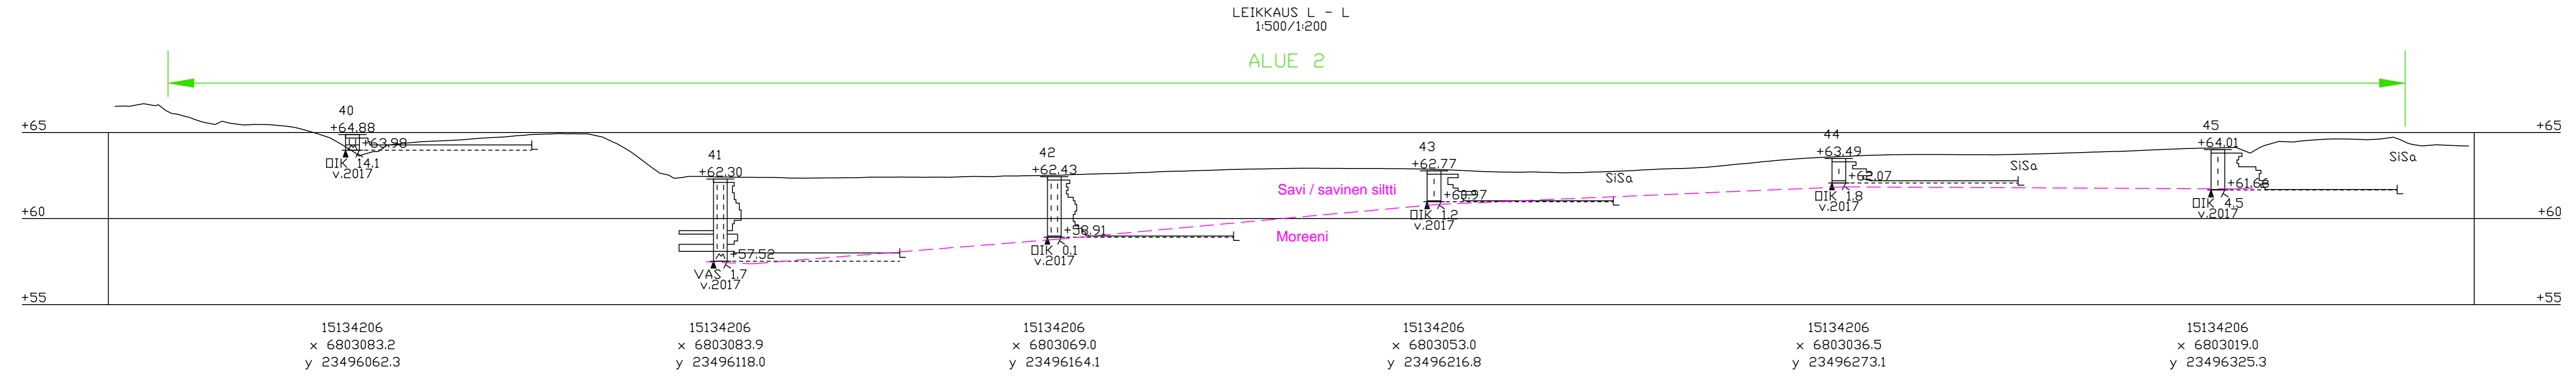 LEIKKAUS L - L
1:500/1:200
ALUE 2
40
+64.88
+63.98
OIK 14.1
v.2017
41
+62.30
+57.52
VAS 1.7
v.2017
42
+62.43
+58.91
OIK 0.1
v.2017
43
+62.77
+60.97
OIK 1.2
v.2017
44
+63.49
+62.07
OIK 1.8
v.2017
45
+64.01
+61.66
OIK 4.5
v.2017
SiSa
SiSa
SiSa
Savi / savinen siltti
Moreeni
+65
+65
+60
+60
+55
+55
15134206
x 6803083.2
y 23496062.3
15134206
x 6803083.9
y 23496118.0
15134206
x 6803069.0
y 23496164.1
15134206
x 6803053.0
y 23496216.8
15134206
x 6803036.5
y 23496273.1
15134206
x 6803019.0
y 23496325.3